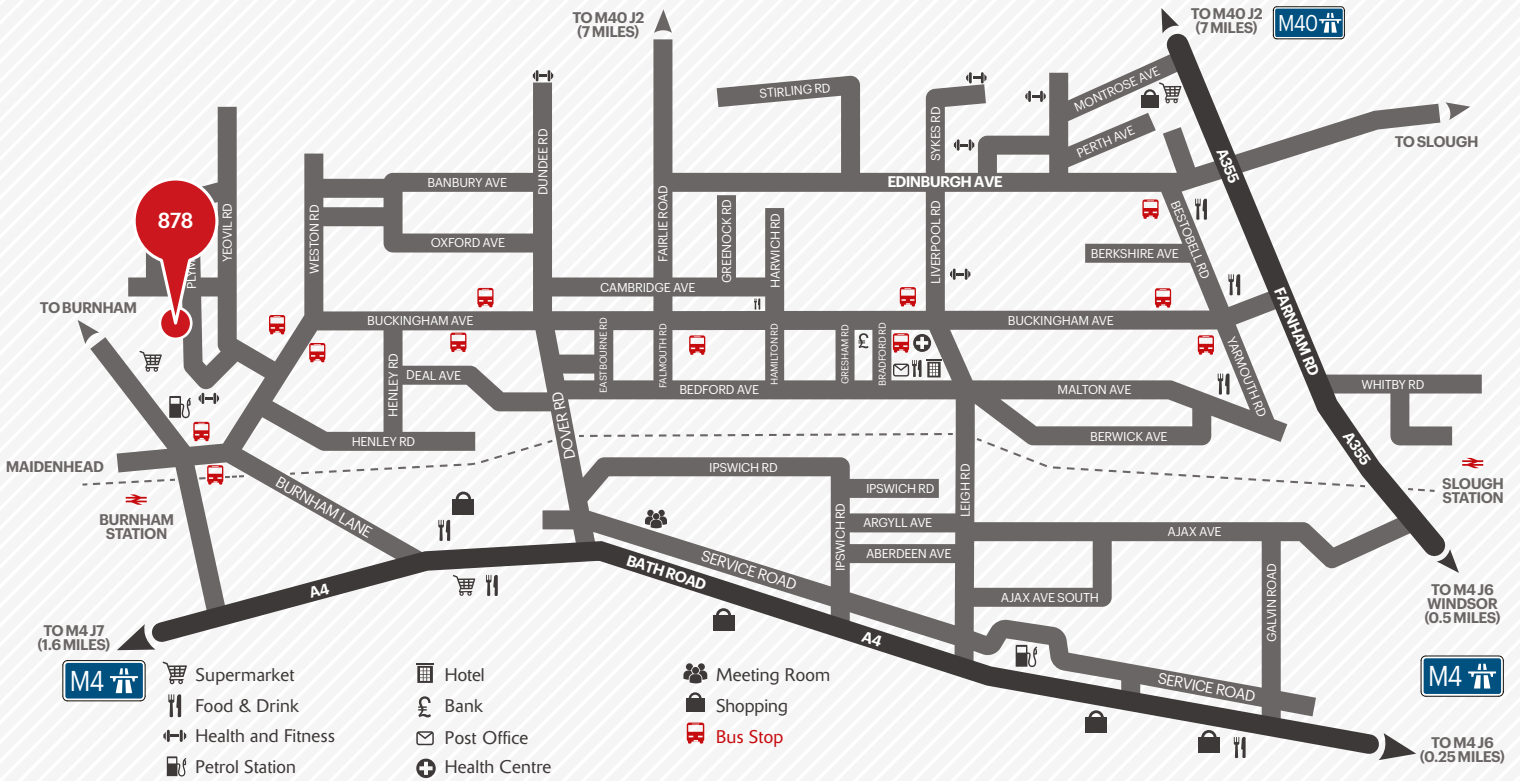 TO M40 J2
(7 MILES)
TO M40 J2
(7 MILES)
M40
STIRLING RD
MONTROSE AVE
SYKES RD
PERTH AVE
A355
TO SLOUGH
DUNDEE RD
BANBURY AVE
EDINBURGH AVE
878
YEOVIL RD
WESTON RD
OXFORD AVE
FAIRLIE ROAD
GREENOCK RD
HARWICH RD
LIVERPOOL RD
BESTOBELL RD
BERKSHIRE AVE
PLYM
CAMBRIDGE AVE
TO BURNHAM
BUCKINGHAM AVE
BUCKINGHAM AVE
FARNHAM RD
EASTBOURNE RD
FALMOUTH RD
HAMILTON RD
GRESHAM RD
BRADFORD RD
YARMOUTH RD
HENLEY RD
DEAL AVE
BEDFORD AVE
MALTON AVE
WHITBY RD
DOVER RD
HENLEY RD
BERWICK AVE
A355
MAIDENHEAD
IPSWICH RD
IPSWICH RD
LEIGH RD
SLOUGH
STATION
BURNHAM
STATION
BURNHAM LANE
IPSWICH RD
ARGYLL AVE
AJAX AVE
ABERDEEN AVE
SERVICE ROAD
BATH ROAD
A4
AJAX AVE SOUTH
GALVIN ROAD
TO M4 J6
WINDSOR
(0.5 MILES)
TO M4 J7
(1.6 MILES)
A4
M4
SERVICE ROAD
M4
TO M4 J6
(0.25 MILES)
Supermarket
Food & Drink
Health and Fitness
Petrol Station
Hotel
£ Bank
Post Office
Health Centre
Meeting Room
Shopping
Bus Stop